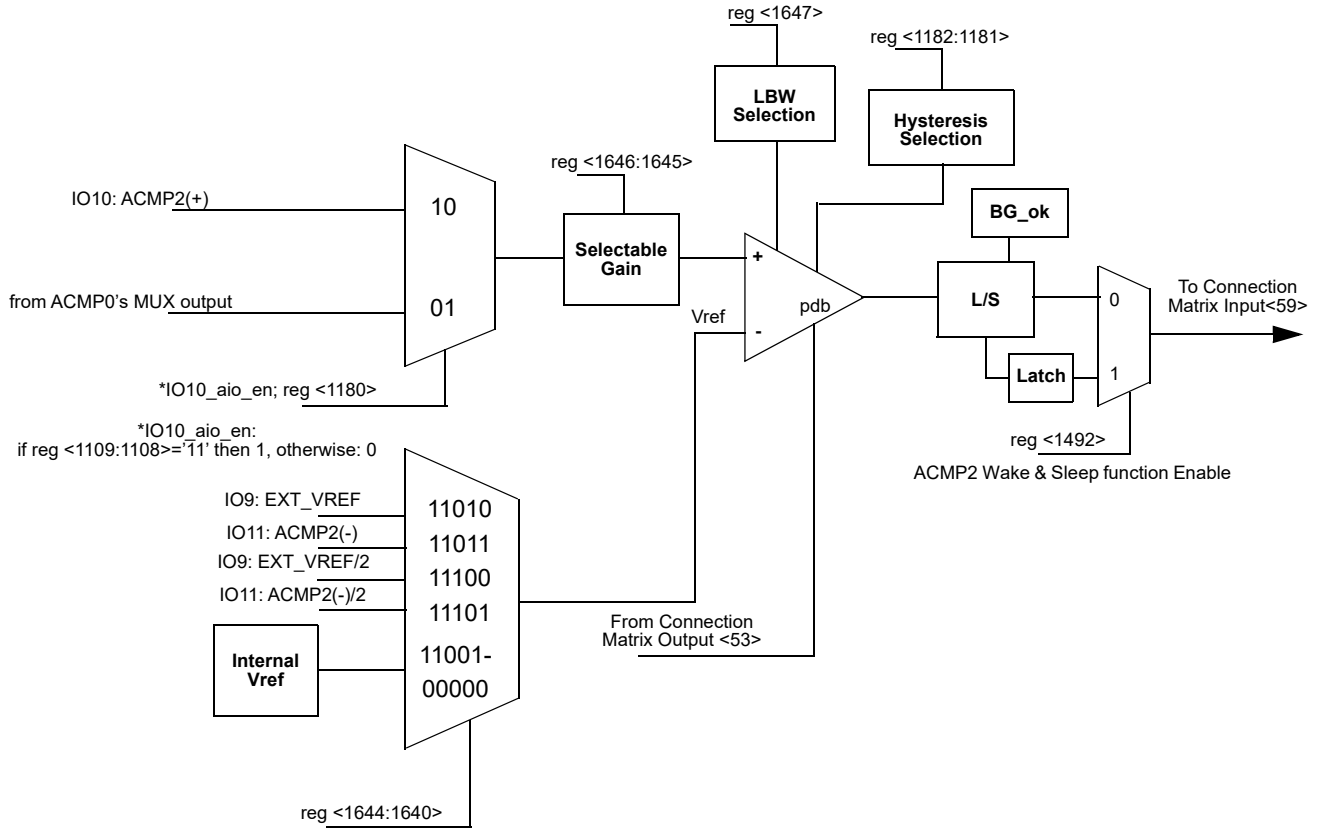 reg <1647>
reg <1182:1181>
LBW
Selection
Hysteresis
Selection
reg <1646:1645>
IO10: ACMP2(+)
10
BG_ok
Selectable
Gain
+
from ACMP0's MUX output
01
L/S
0
To Connection
Matrix Input<59>
pdb
Vref
-
Latch
1
*IO10_aio_en; reg <1180>
*IO10_aio_en:
if reg <1109:1108>='11' then 1, otherwise: 0
reg <1492>
ACMP2 Wake & Sleep function Enable
IO9: EXT_VREF
11010
IO11: ACMP2(-)
11011
IO9: EXT_VREF/2
11100
IO11: ACMP2(-)/2
11101
From Connection
Matrix Output <53>
Internal
Vref
11001-
00000
reg <1644:1640>